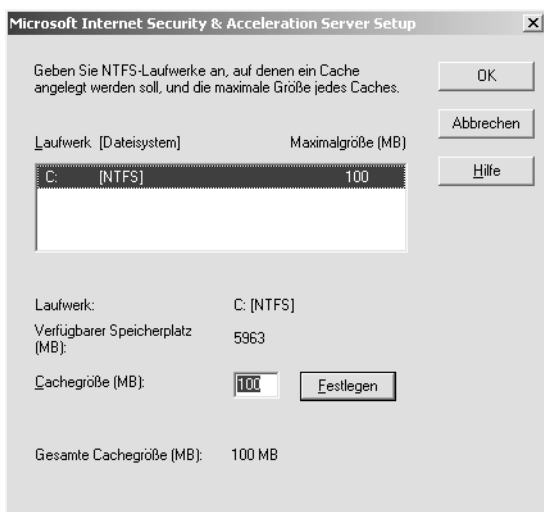 Microsoft Internet Security & Acceleration Server Setup
Geben Sie NTFS-Laufwerke an, auf denen ein Cache
angelegt werden soll, und die maximale Größe jedes Caches.
OK
Abbrechen
Hilfe
Laufwerk [Dateisystem] Maximalgröße (MB)
C: [NTFS] 100
Laufwerk: C: [NTFS]
Verfügbarer Speicherplatz
(MB): 5963
Cachegröße (MB): 100 Festlegen
Gesamte Cachegröße (MB): 100 MB